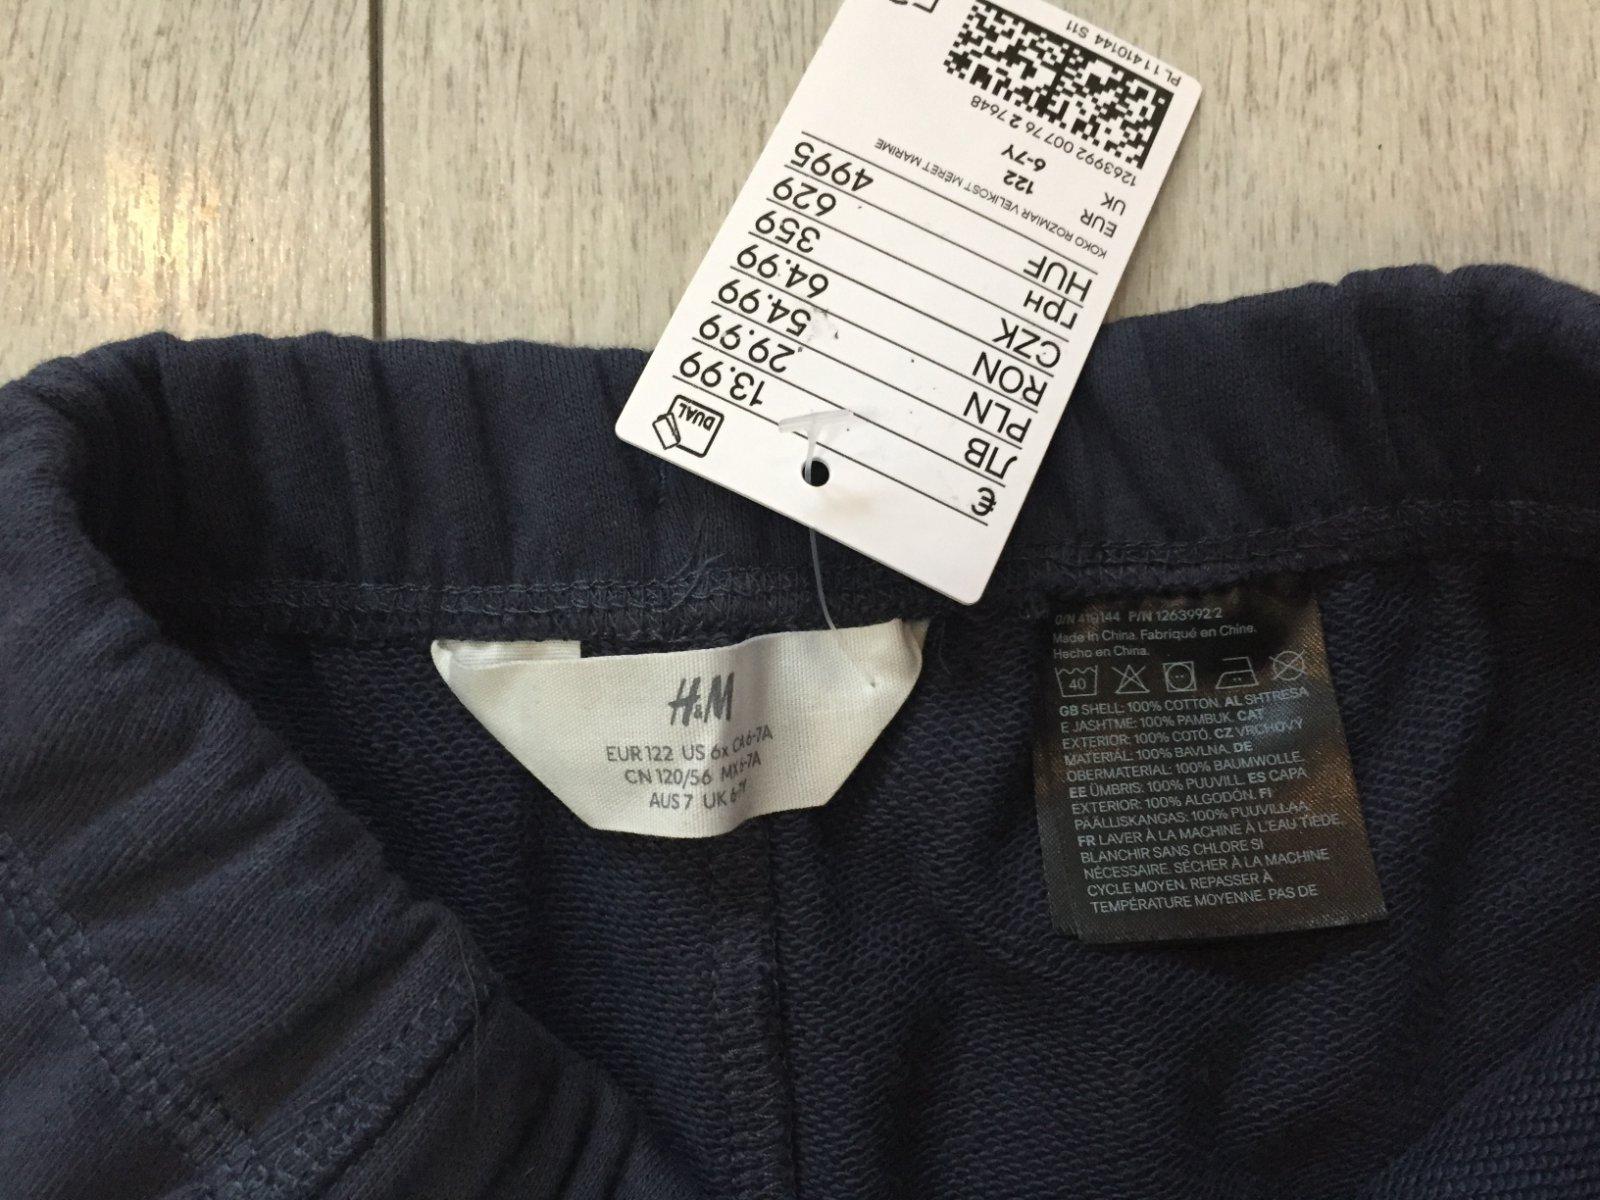 PL 1 1410144 S11
1263992 00776 2 7648
EUR 122
UK 6-7Y
KOKO ROZMIAR VELIKOST MÉRET MARIME
HUF 4995
ГРН 629
CZK 359
RON 64.99
PLN 54.99
ЛВ 29.99
€ 13.99
DUAL
H&M
EUR 122 US 6x CA 6-7A
CN 120/56 MX 6-7A
AUS 7 UK 6-7Y
O/N 410144 P/N 1263992 2
Made in China. Fabriqué en Chine.
Hecho en China.
40
GB SHELL: 100% COTTON. AL SHTRESA
E JASHTME: 100% PAMBUK. CAT
EXTERIOR: 100% COTÓ. CZ VRCHOVÝ
MATERIÁL: 100% BAVLNA. DE
OBERMATERIAL: 100% BAUMWOLLE.
EE ÜMBRIS: 100% PUUVILL. ES CAPA
EXTERIOR: 100% ALGODÓN. FI
PÄÄLLISKANGAS: 100% PUUVILLAA.
FR LAVER À LA MACHINE À L'EAU TIÈDE.
BLANCHIR SANS CHLORE SI
NÉCESSAIRE. SÉCHER À LA MACHINE
CYCLE MOYEN. REPASSER À
TEMPÉRATURE MOYENNE. PAS DE